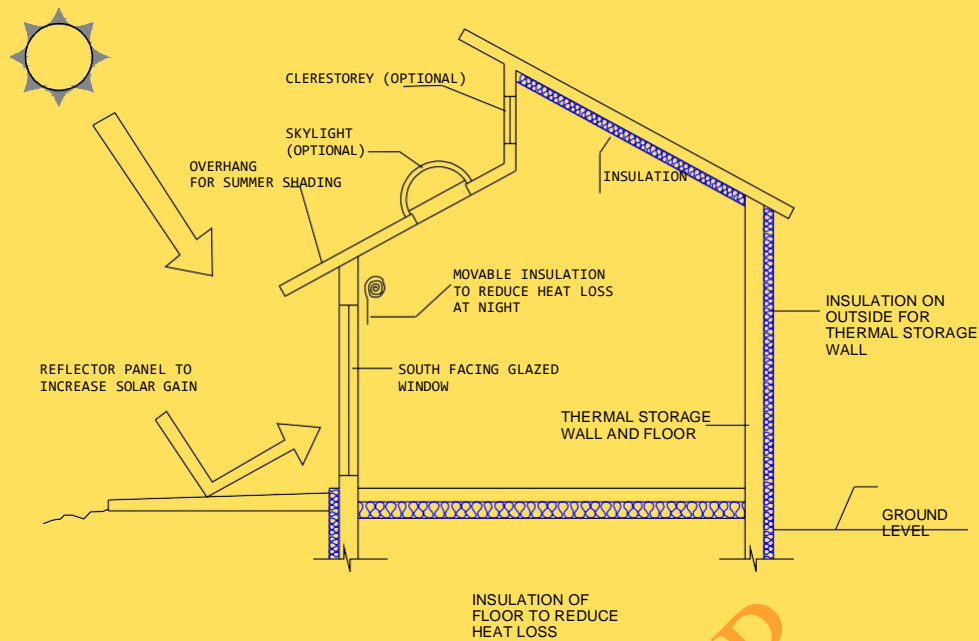 CLERESTOREY (OPTIONAL)
SKYLIGHT
(OPTIONAL)
OVERHANG
FOR SUMMER SHADING
INSULATION
MOVABLE INSULATION
TO REDUCE HEAT LOSS
AT NIGHT
INSULATION ON
OUTSIDE FOR
THERMAL STORAGE
WALL
REFLECTOR PANEL TO
INCREASE SOLAR GAIN
SOUTH FACING GLAZED
WINDOW
THERMAL STORAGE
WALL AND FLOOR
GROUND
LEVEL
INSULATION OF
FLOOR TO REDUCE
HEAT LOSS